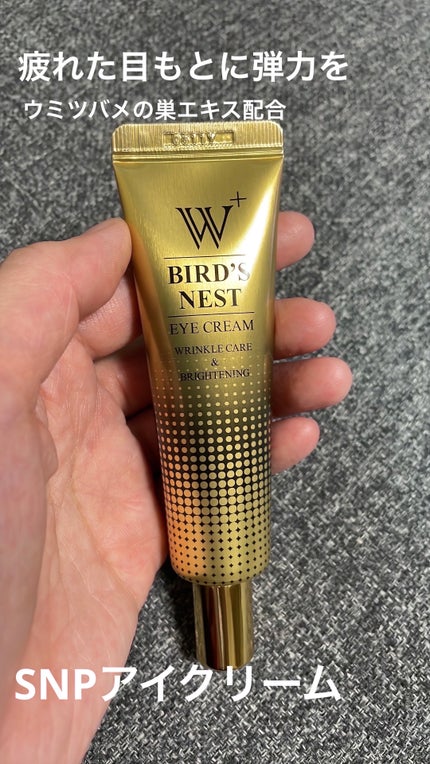 疲れた目もとに弾力を
ウミツバメの巣エキス配合
W+
BIRD'S
NEST
EYE CREAM
WRINKLE CARE
&
BRIGHTENING
SNPアイクリーム